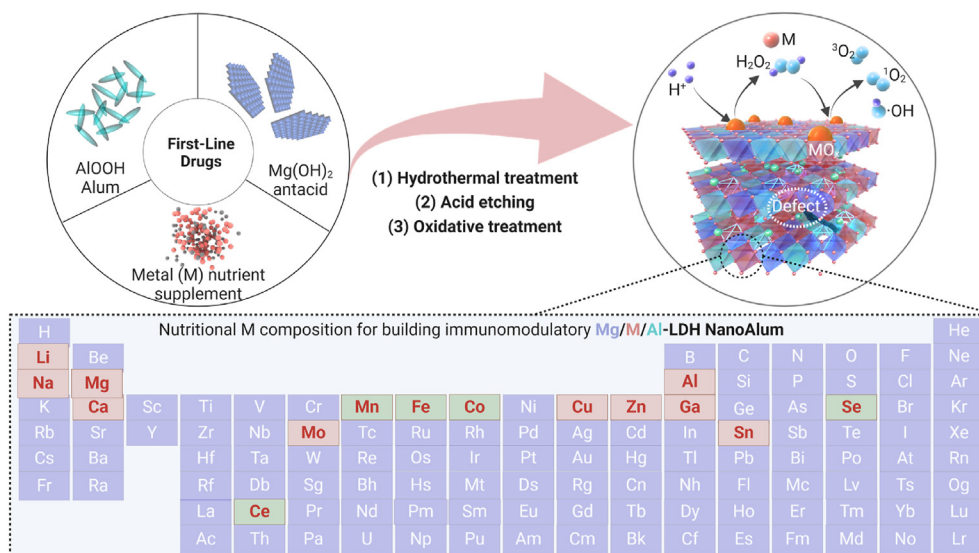 First-Line
Drugs
AlOOH
Alum
Mg(OH)₂
antacid
Metal (M) nutrient
supplement
(1) Hydrothermal treatment
(2) Acid etching
(3) Oxidative treatment
H⁺
M
H₂O₂
³O₂
¹O₂
·OH
MOₓ
Defect
Nutritional M composition for building immunomodulatory Mg/M/Al-LDH NanoAlum
H He
Li Be B C N O F Ne
Na Mg Al Si P S Cl Ar
K Ca Sc Ti V Cr Mn Fe Co Ni Cu Zn Ga Ge As Se Br Kr
Rb Sr Y Zr Nb Mo Tc Ru Rh Pd Ag Cd In Sn Sb Te I Xe
Cs Ba Hf Ta W Re Os Ir Pt Au Hg Tl Pb Bi Po At Rn
Fr Ra Rf Db Sg Bh Hs Mt Ds Rg Cn Nh Fl Mc Lv Ts Og
La Ce Pr Nd Pm Sm Eu Gd Tb Dy Ho Er Tm Yb Lu
Ac Th Pa U Np Pu Am Cm Bk Cf Es Fm Md No Lr